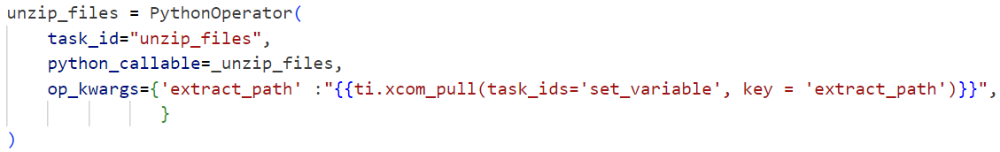 unzip_files = PythonOperator(
    task_id="unzip_files",
    python_callable=_unzip_files,
    op_kwargs={'extract_path' :"{{ti.xcom_pull(task_ids='set_variable', key = 'extract_path')}}",
               }
)